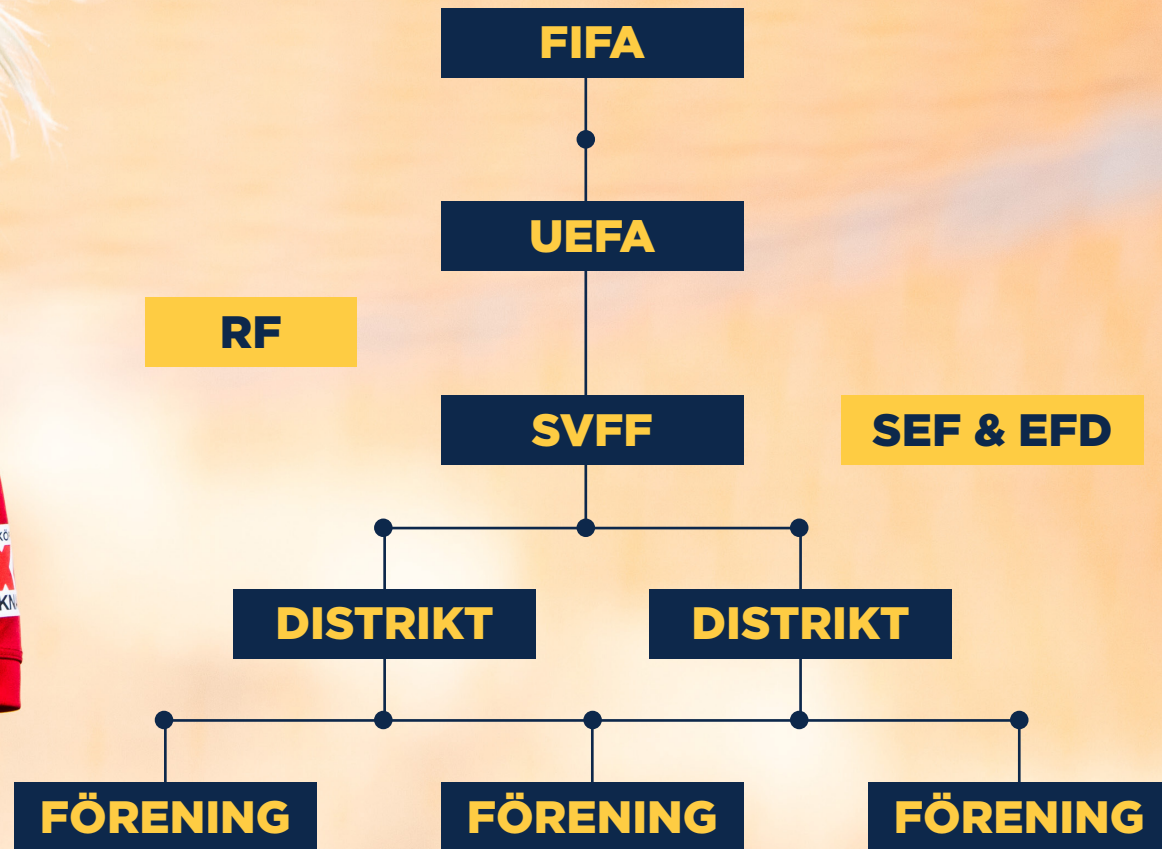 FIFA
UEFA
RF
SVFF
SEF & EFD
DISTRIKT
DISTRIKT
FÖRENING
FÖRENING
FÖRENING